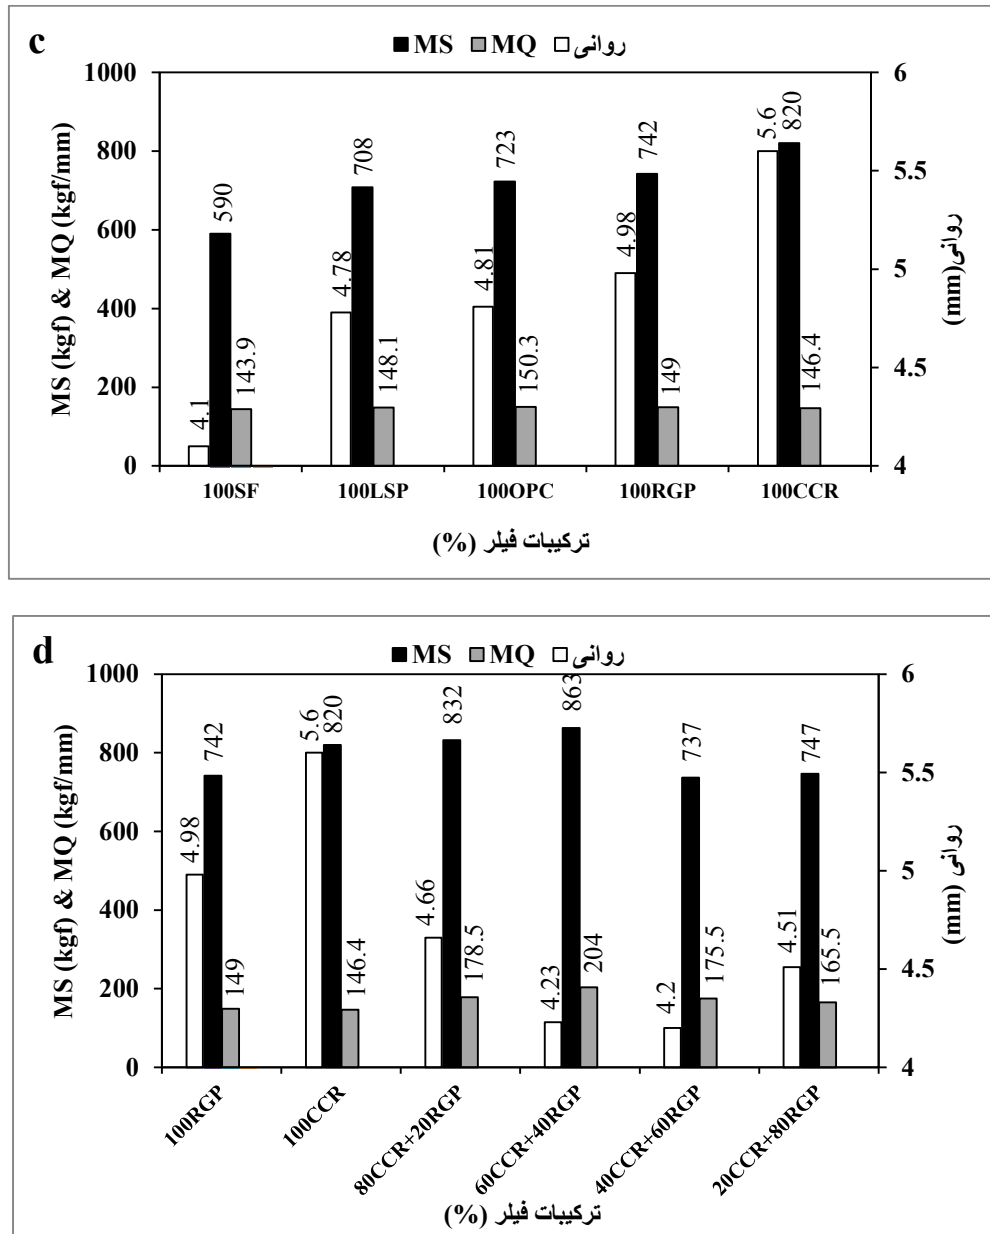 c
MS MQ روانی
1000
800
600
400
200
0
MS (kgf) & MQ (kgf/mm)
6
5.5
5
4.5
4
روانی(mm)
4.1 590 143.9
4.78 708 148.1
4.81 723 150.3
4.98 742 149
5.6 820 146.4
100SF 100LSP 100OPC 100RGP 100CCR
ترکیبات فیلر (%)
d
MS MQ روانی
1000
800
600
400
200
0
MS (kgf) & MQ (kgf/mm)
6
5.5
5
4.5
4
روانی (mm)
4.98 742 149
5.6 820 146.4
4.66 832 178.5
4.23 863 204
4.2 737 175.5
4.51 747 165.5
100RGP
100CCR
80CCR+20RGP
60CCR+40RGP
40CCR+60RGP
20CCR+80RGP
ترکیبات فیلر (%)